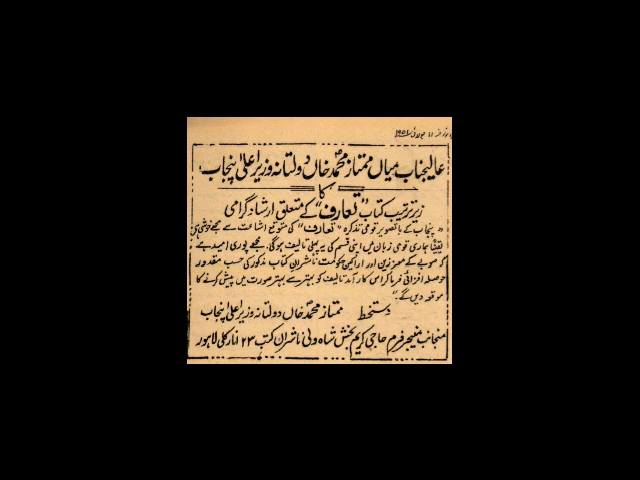 ۱۱ جولائی ۱۹۵۱ء
عالیجناب میاں ممتاز محمد خاں دولتانہ وزیر اعلیٰ پنجاب
کا
زیر ترتیب کتاب "تعارف" کے متعلق ارشاد گرامی
"پنجاب کے باتصویر قومی تذکرہ "تعارف" کی متوقع اشاعت سے مجھے خوشی ہوئی
یقیناً ہماری قومی زبان میں اپنی قسم کی یہ پہلی تالیف ہوگی۔ مجھے پوری امید ہے
کہ صوبے کے معززین اور اراکین حکومت ناشران کتاب مذکور کی حسب مقدور
حوصلہ افزائی فرما کر اس کار آمد تالیف کو بہتر سے بہتر صورت میں پیش کرنے کا
موقعہ دیں گے۔"
دستخط ممتاز محمد خاں دولتانہ وزیر اعلیٰ پنجاب
منجانب منیجر فرم حاجی کریم بخش شاہ ولی ناشران کتب ۲۳ انارکلی لاہور